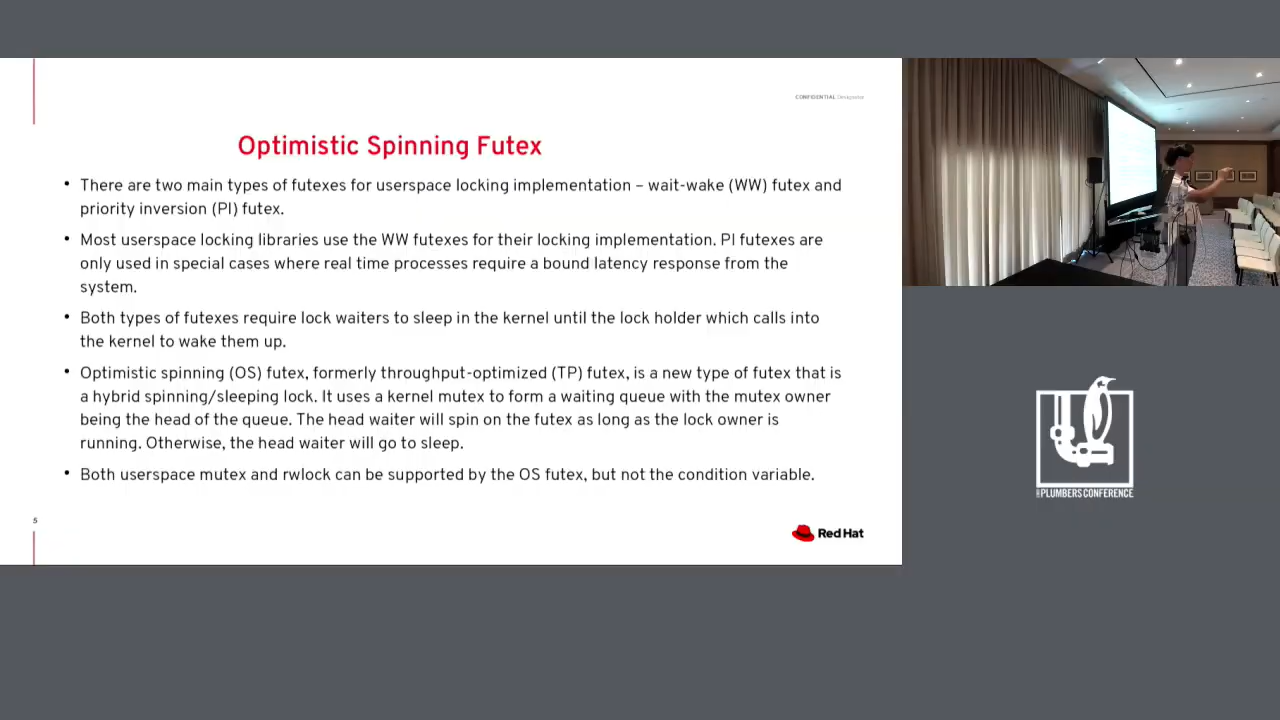 CONFIDENTIAL Designator
Optimistic Spinning Futex
• There are two main types of futexes for userspace locking implementation – wait-wake (WW) futex and
priority inversion (PI) futex.
• Most userspace locking libraries use the WW futexes for their locking implementation. PI futexes are
only used in special cases where real time processes require a bound latency response from the
system.
• Both types of futexes require lock waiters to sleep in the kernel until the lock holder which calls into
the kernel to wake them up.
• Optimistic spinning (OS) futex, formerly throughput-optimized (TP) futex, is a new type of futex that is
a hybrid spinning/sleeping lock. It uses a kernel mutex to form a waiting queue with the mutex owner
being the head of the queue. The head waiter will spin on the futex as long as the lock owner is
running. Otherwise, the head waiter will go to sleep.
• Both userspace mutex and rwlock can be supported by the OS futex, but not the condition variable.
5
Red Hat
PLUMBERS CONFERENCE